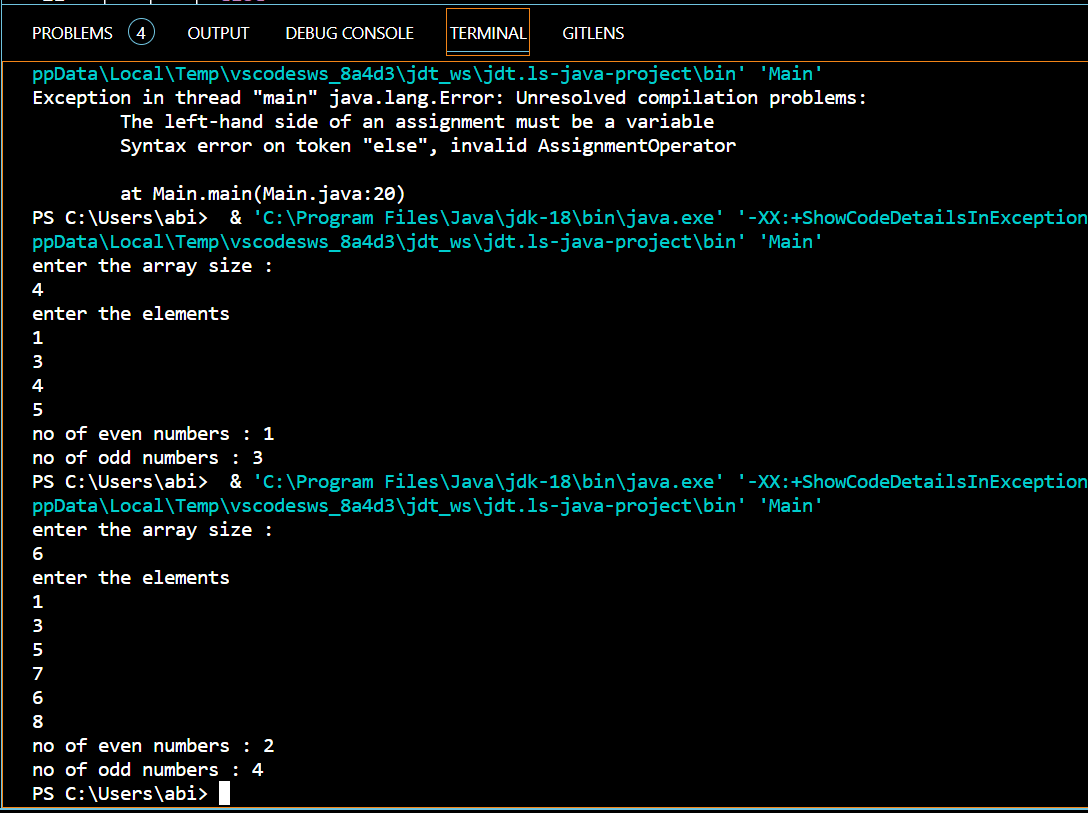 PROBLEMS 4 OUTPUT DEBUG CONSOLE TERMINAL GITLENS
ppData\Local\Temp\vscodesws_8a4d3\jdt_ws\jdt.ls-java-project\bin' 'Main'
Exception in thread "main" java.lang.Error: Unresolved compilation problems:
The left-hand side of an assignment must be a variable
Syntax error on token "else", invalid AssignmentOperator
at Main.main(Main.java:20)
PS C:\Users\abi>  & 'C:\Program Files\Java\jdk-18\bin\java.exe' '-XX:+ShowCodeDetailsInException
ppData\Local\Temp\vscodesws_8a4d3\jdt_ws\jdt.ls-java-project\bin' 'Main'
enter the array size :
4
enter the elements
1
3
4
5
no of even numbers : 1
no of odd numbers : 3
PS C:\Users\abi>  & 'C:\Program Files\Java\jdk-18\bin\java.exe' '-XX:+ShowCodeDetailsInException
ppData\Local\Temp\vscodesws_8a4d3\jdt_ws\jdt.ls-java-project\bin' 'Main'
enter the array size :
6
enter the elements
1
3
5
7
6
8
no of even numbers : 2
no of odd numbers : 4
PS C:\Users\abi>